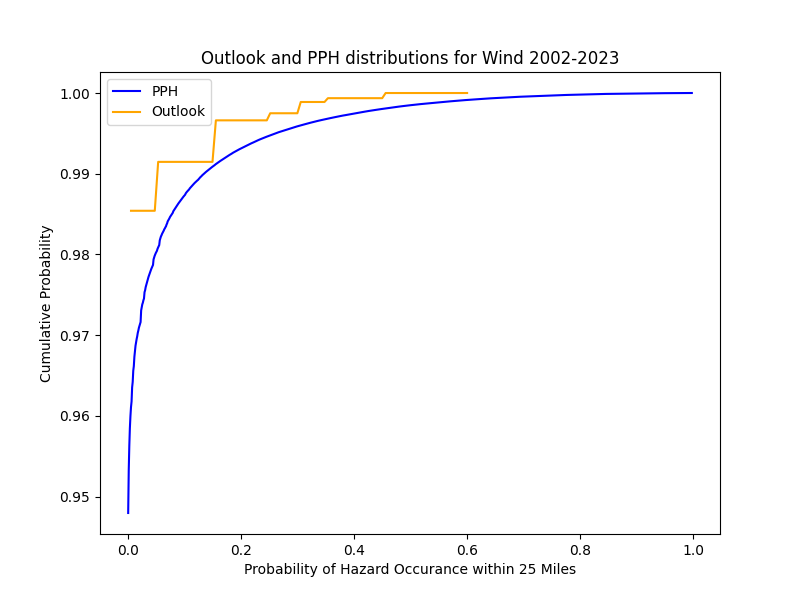 Outlook and PPH distributions for Wind 2002-2023
PPH
Outlook
1.00
0.99
0.98
0.97
0.96
0.95
Cumulative Probability
0.0 0.2 0.4 0.6 0.8 1.0
Probability of Hazard Occurance within 25 Miles